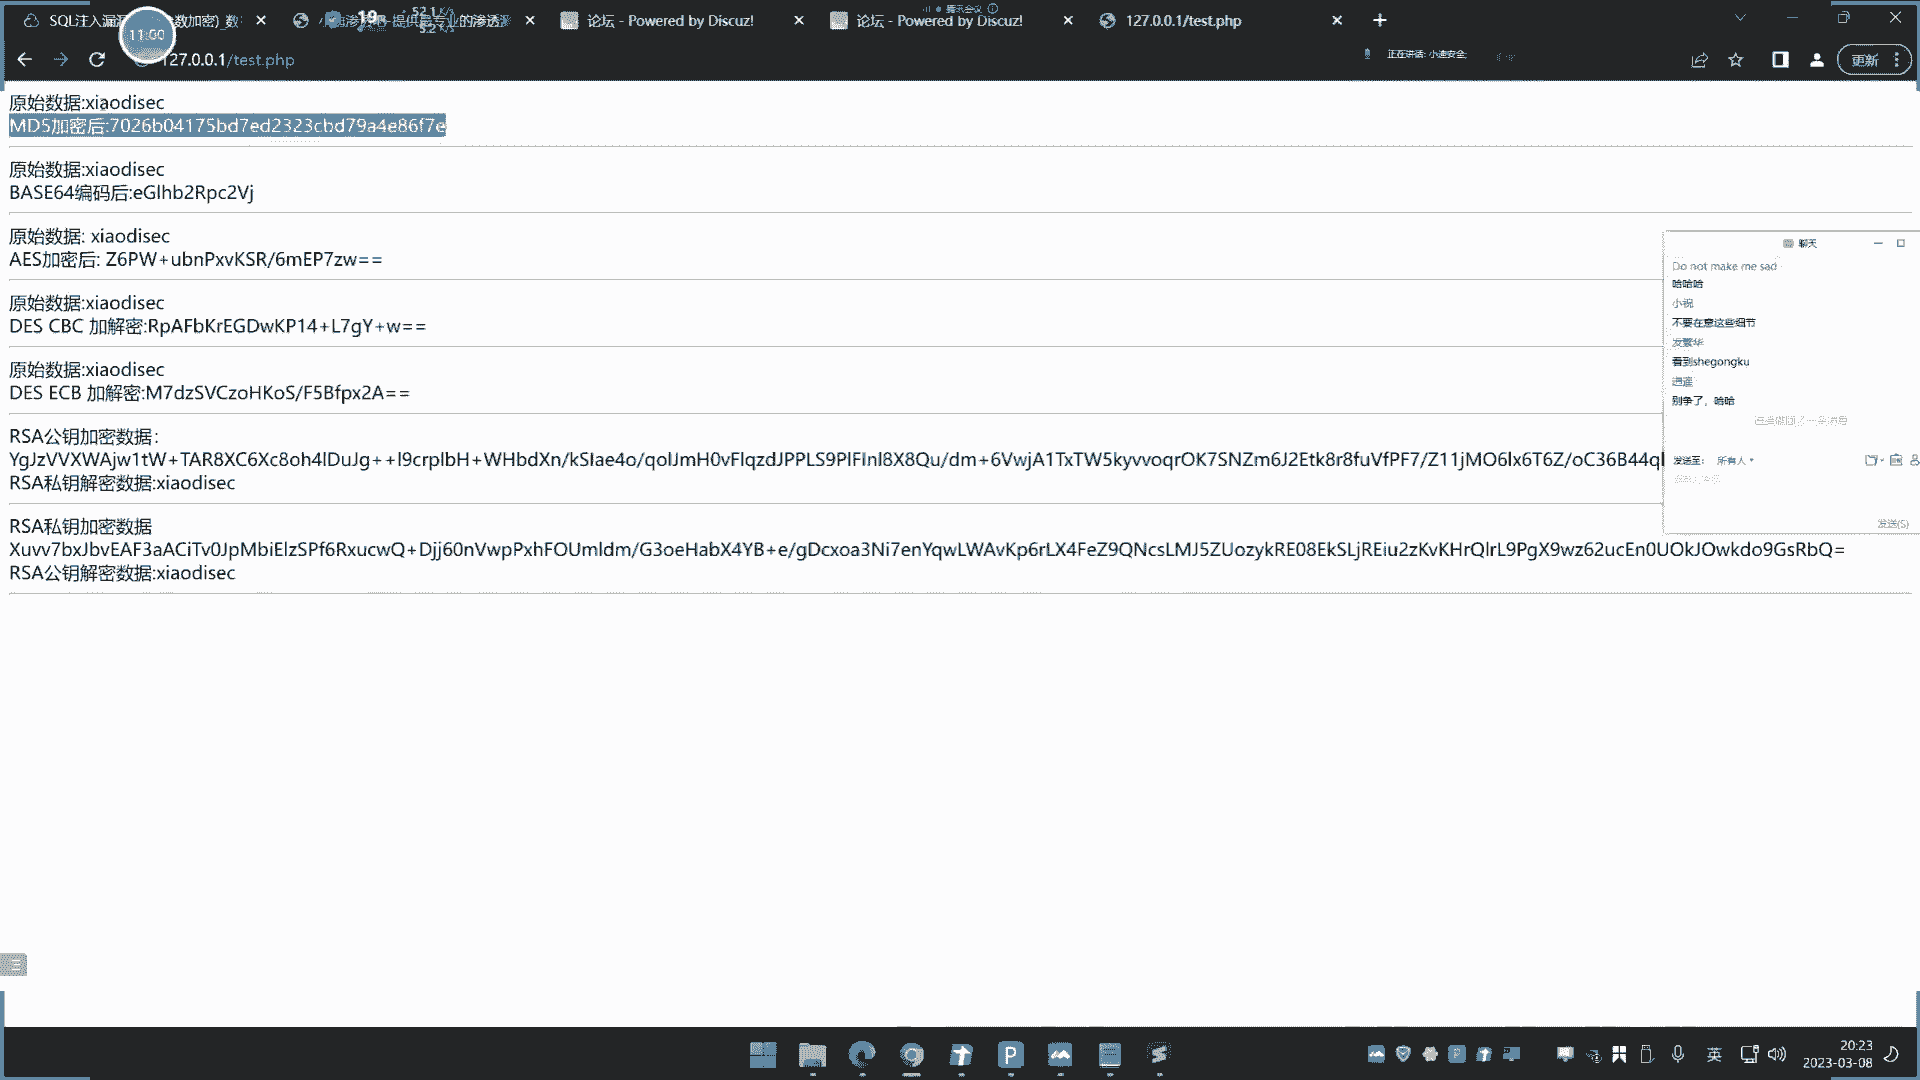 SQL注入漏
数加密)_数
提供最专业的渗透
论坛 - Powered by Discuz!
论坛 - Powered by Discuz!
127.0.0.1/test.php
11:00
127.0.0.1/test.php
腾讯会议
正在讲话: 小迪安全;
更新
原始数据:xiaodisec
MD5加密后:7026b04175bd7ed2323cbd79a4e86f7e
原始数据:xiaodisec
BASE64编码后:eGlhb2Rpc2Vj
原始数据: xiaodisec
AES加密后: Z6PW+ubnPxvKSR/6mEP7zw==
原始数据:xiaodisec
DES CBC 加解密:RpAFbKrEGDwKP14+L7gY+w==
原始数据:xiaodisec
DES ECB 加解密:M7dzSVCzoHKoS/F5Bfpx2A==
RSA公钥加密数据:
YgJzVVXWAjw1tW+TAR8XC6Xc8oh4lDuJg++l9crplbH+WHbdXn/kSIae4o/qolJmH0vFlqzdJPPLS9PlFInl8X8Qu/dm+6VwjA1TxTW5kyvvoqrOK7SNZm6J2Etk8r8fuVfPF7/Z11jMO6lx6T6Z/oC36B44ql
RSA私钥解密数据:xiaodisec
RSA私钥加密数据
Xuvv7bxJbvEAF3aACiTv0JpMbiElzSPf6RxucwQ+Djj60nVwpPxhFOUmldm/G3oeHabX4YB+e/gDcxoa3Ni7enYqwLWAvKp6rLX4FeZ9QNcsLMJ5ZUozykRE08EkSLjREiu2zKvKHrQlrL9PgX9wz62ucEn0UOkJOwkdo9GsRbQ=
RSA公钥解密数据:xiaodisec
聊天
Do not make me sad
哈哈哈
不要在意这些细节
看到shegongku
逍遥
别争了，哈哈
发送至:
所有人
发送(S)
英
20:23
2023-03-08